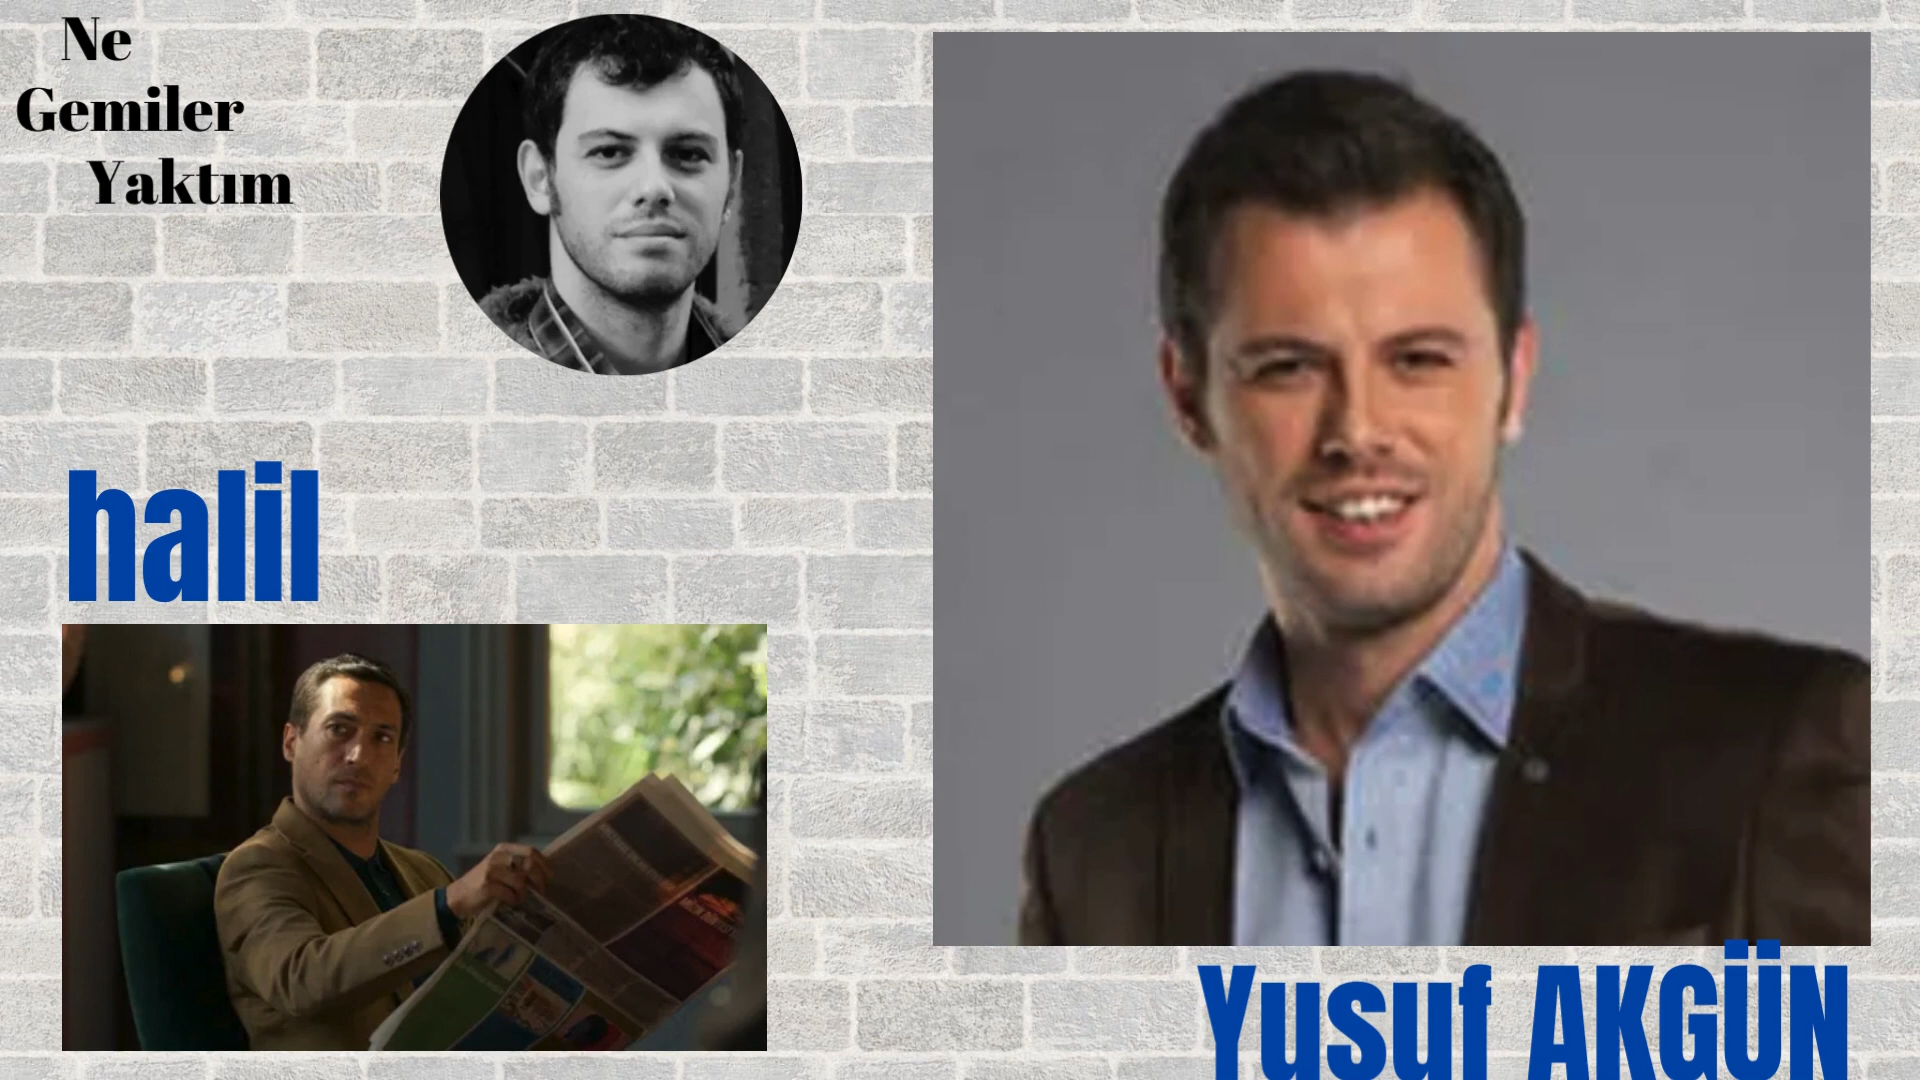 Ne
Gemiler
Yaktım
halil
Yusuf AKGÜN